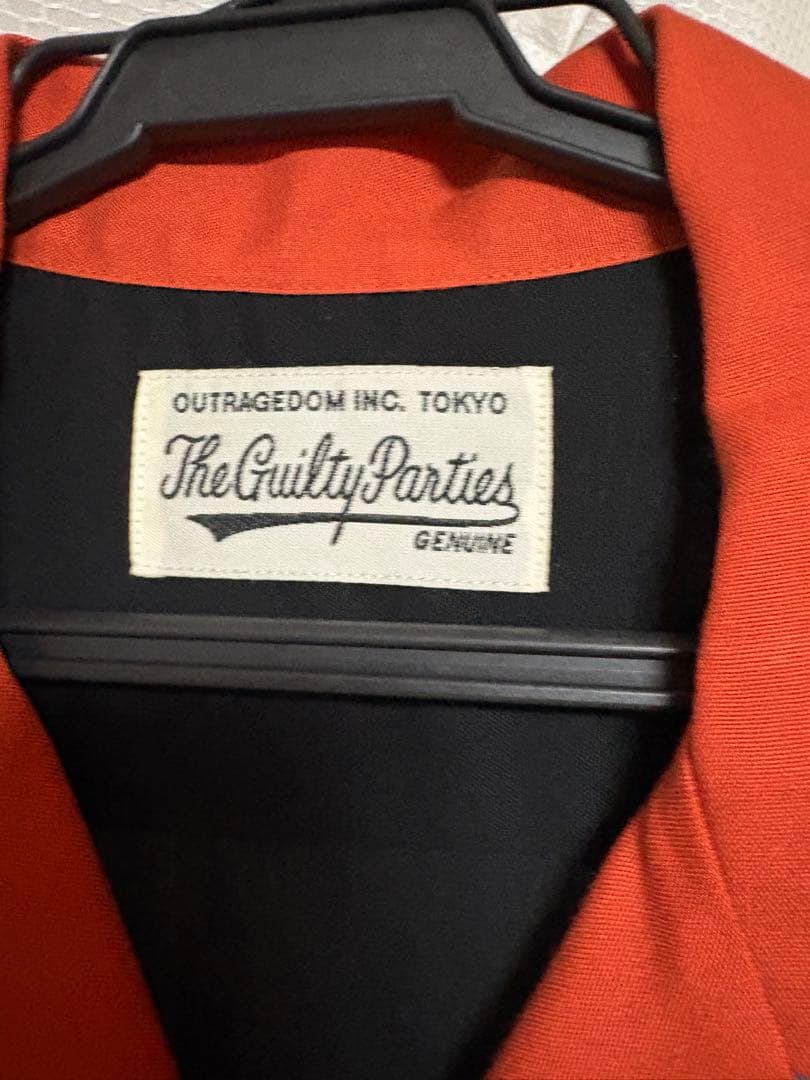 OUTRAGEDOM INC. TOKYO
The Guilty Parties
GENUINE